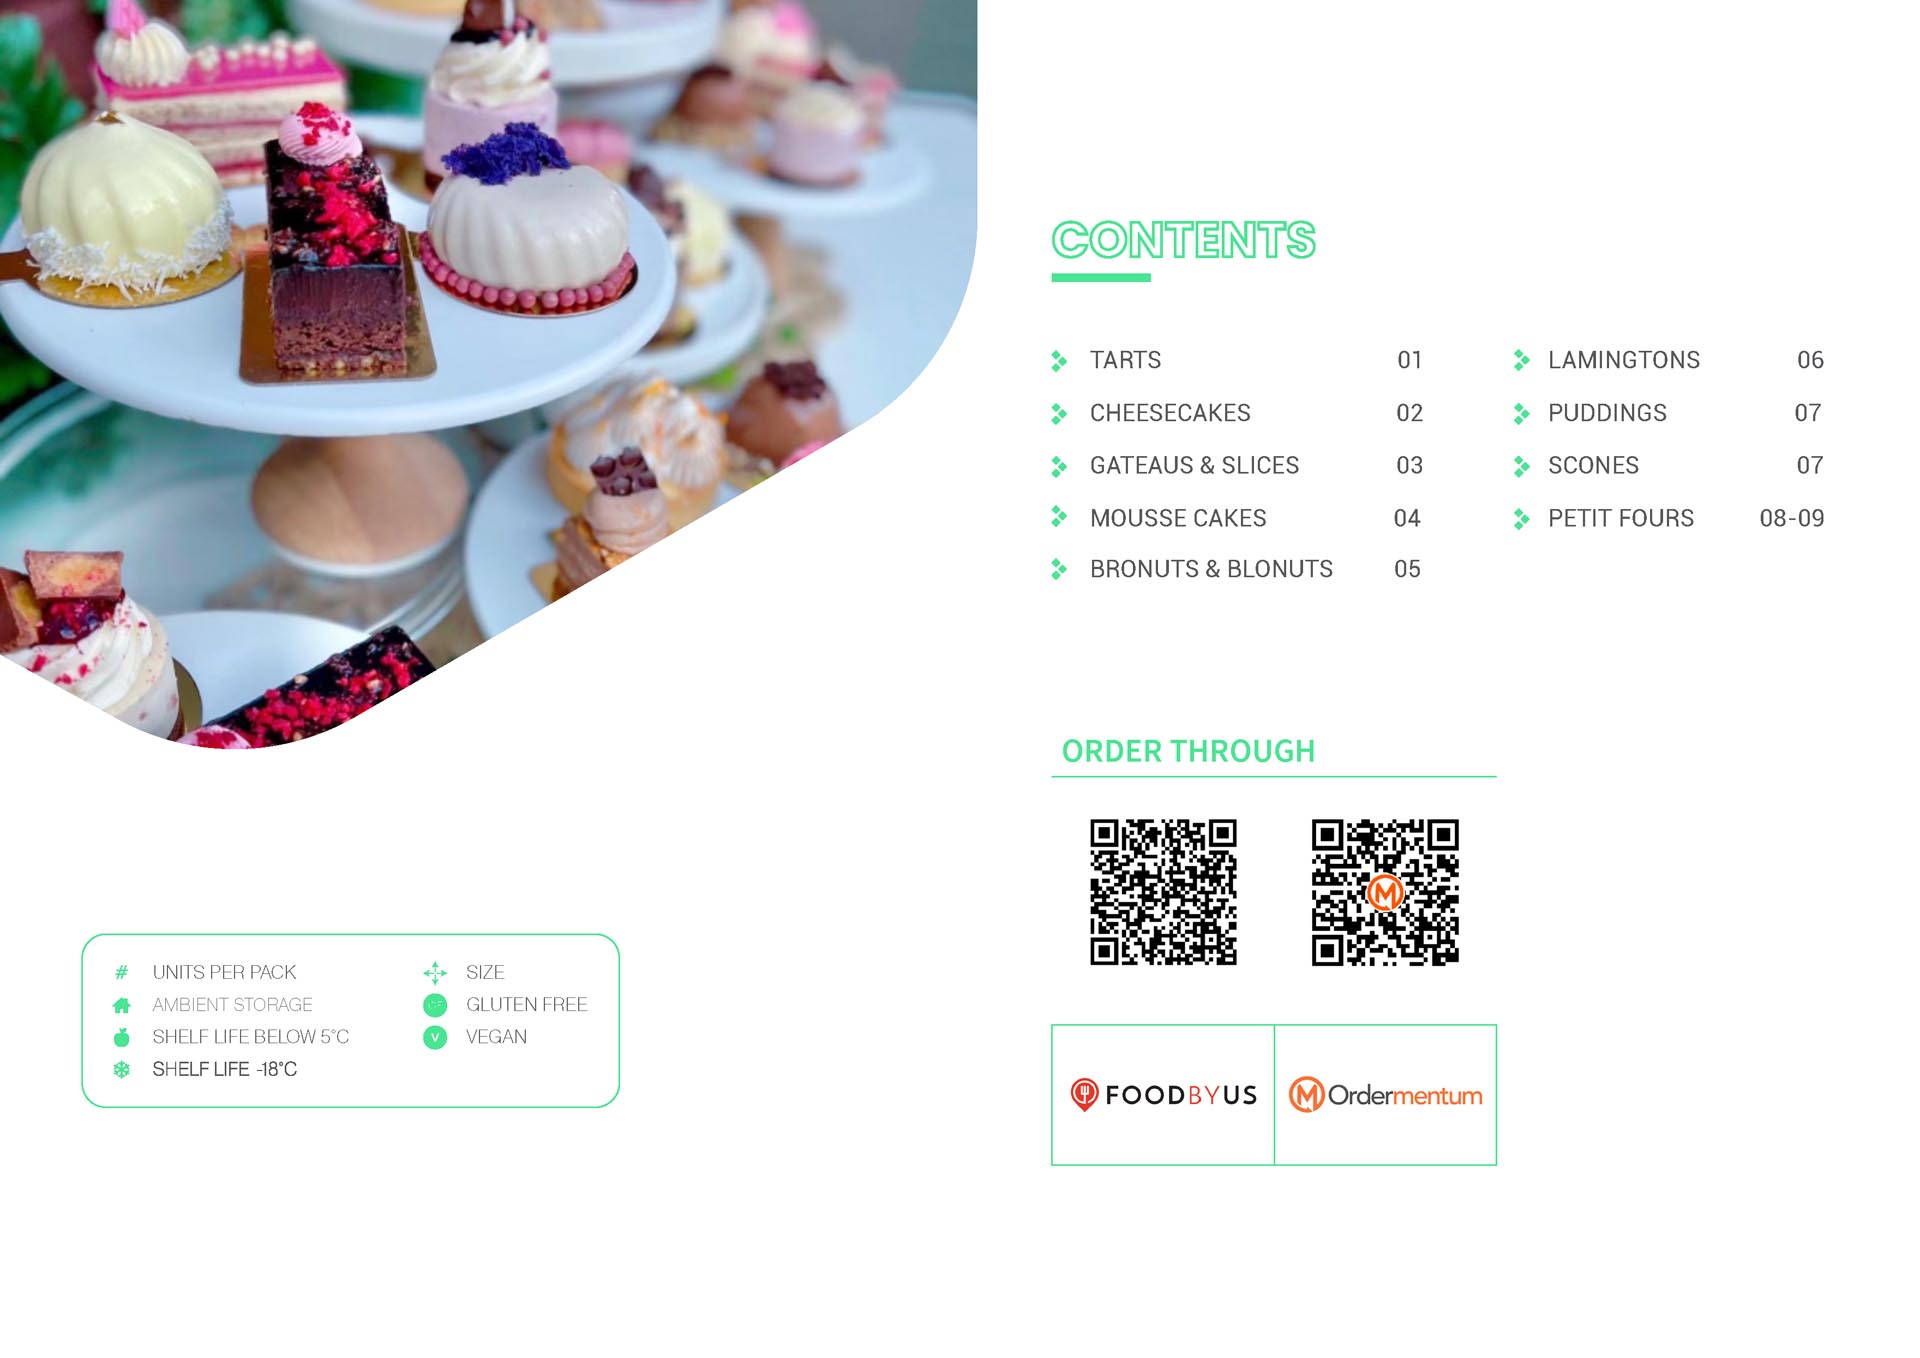 CONTENTS
TARTS 01
CHEESECAKES 02
GATEAUS & SLICES 03
MOUSSE CAKES 04
BRONUTS & BLONUTS 05
LAMINGTONS 06
PUDDINGS 07
SCONES 07
PETIT FOURS 08-09
ORDER THROUGH
M
FOODBYUS
M Ordermentum
# UNITS PER PACK
AMBIENT STORAGE
SHELF LIFE BELOW 5°C
SHELF LIFE -18°C
SIZE
GLUTEN FREE
V VEGAN